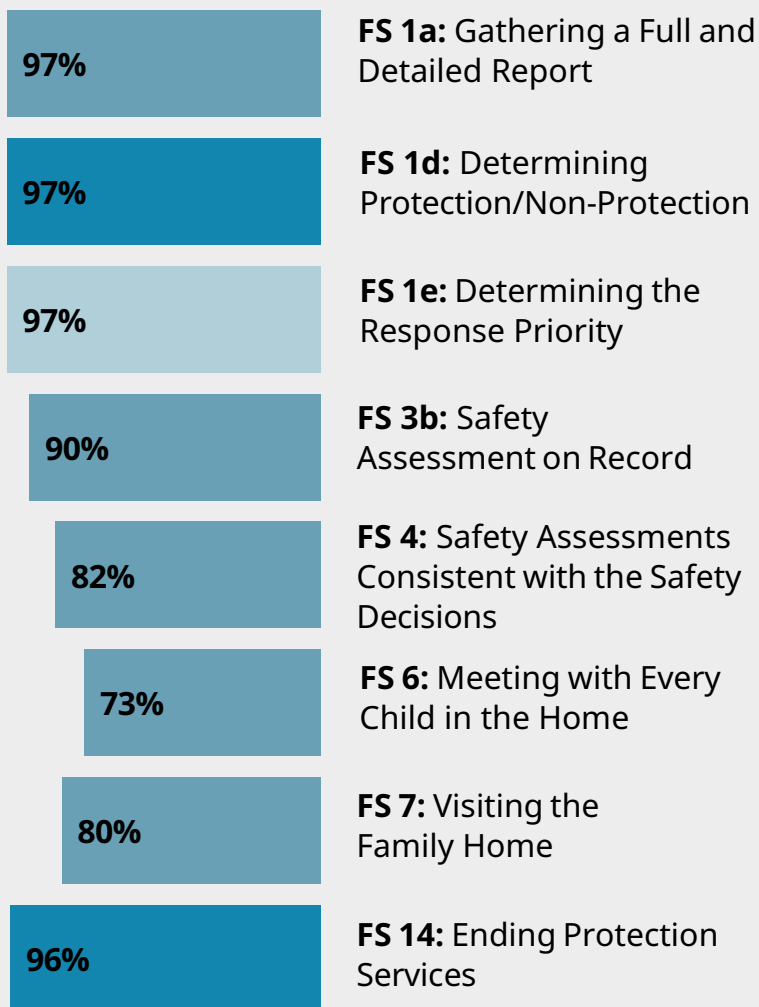 97%
FS 1a: Gathering a Full and
Detailed Report
97%
FS 1d: Determining
Protection/Non-Protection
97%
FS 1e: Determining the
Response Priority
90%
FS 3b: Safety
Assessment on Record
82%
FS 4: Safety Assessments
Consistent with the Safety
Decisions
73%
FS 6: Meeting with Every
Child in the Home
80%
FS 7: Visiting the
Family Home
96%
FS 14: Ending Protection
Services